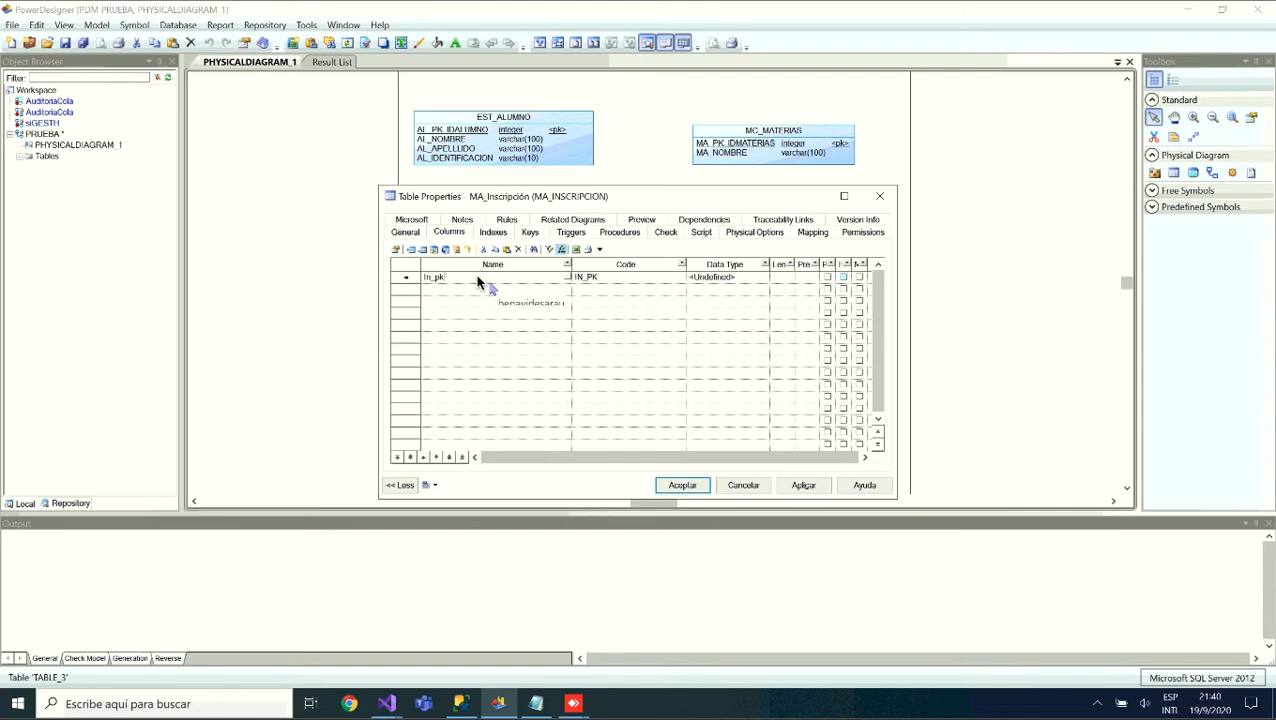 PowerDesigner (PDM PRUEBA, PHYSICALDIAGRAM_1)
File Edit View Model Symbol Database Report Repository Tools Window Help
Object Browser
PHYSICALDIAGRAM_1 Result List
Toolbox
Filter:
Workspace
AuditoriaCola
AuditoriaCola
siGESTH
PRUEBA *
PHYSICALDIAGRAM_1
Tables
Standard
Physical Diagram
Free Symbols
Predefined Symbols
EST_ALUMNO
AL_PK_IDALUMNO integer <pk>
AL_NOMBRE varchar(100)
AL_APELLUDO varchar(100)
AL_IDENTIFICACION varchar(10)
MC_MATERIAS
MA_PK_IDMATERIAS integer <pk>
MA_NOMBRE varchar(100)
Table Properties - MA_Inscripción (MA_INSCRIPCION)
Microsoft Notes Rules Related Diagrams Preview Dependencies Traceability Links Version Info
General Columns Indexes Keys Triggers Procedures Check Script Physical Options Mapping Permissions
Name Code Data Type Len Pre
In_pk IN_PK <Undefined>
benavidesarau
<< Less Aceptar Cancelar Aplicar Ayuda
Local Repository
Output
General Check Model Generation Reverse
Table 'TABLE_3' Microsoft SQL Server 2012
Escribe aquí para buscar
ESP
INTL
21:40
19/9/2020